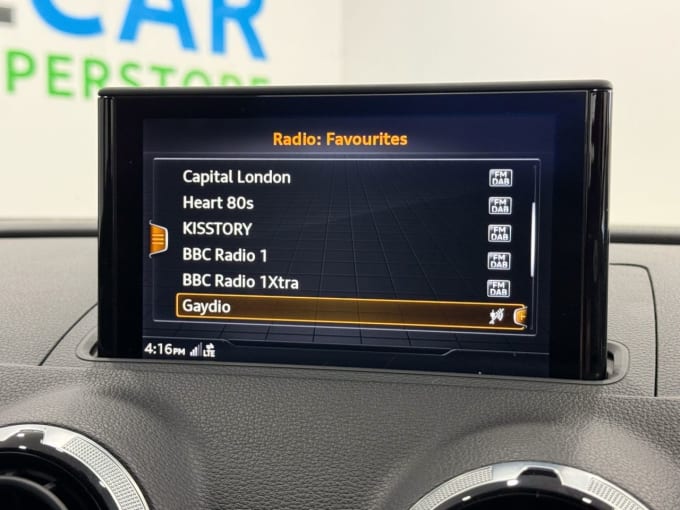 CAR
PERSTORE
Radio: Favourites
Capital London FM DAB
Heart 80s FM DAB
KISSTORY FM DAB
BBC Radio 1 FM DAB
BBC Radio 1Xtra FM DAB
Gaydio
4:16PM LTE